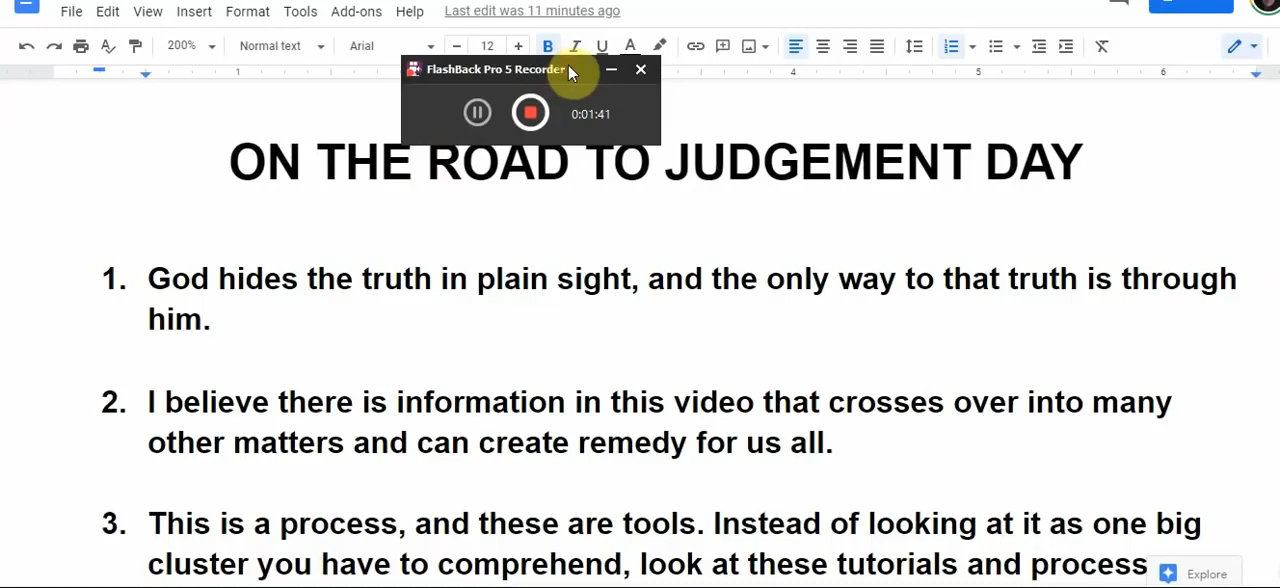 File Edit View Insert Format Tools Add-ons Help Last edit was 11 minutes ago
200% Normal text Arial 12 B I U A
FlashBack Pro 5 Recorder
0:01:41
1 4 5 6
ON THE ROAD TO JUDGEMENT DAY
1. God hides the truth in plain sight, and the only way to that truth is through
him.
2. I believe there is information in this video that crosses over into many
other matters and can create remedy for us all.
3. This is a process, and these are tools. Instead of looking at it as one big
cluster you have to comprehend, look at these tutorials and process
Explore